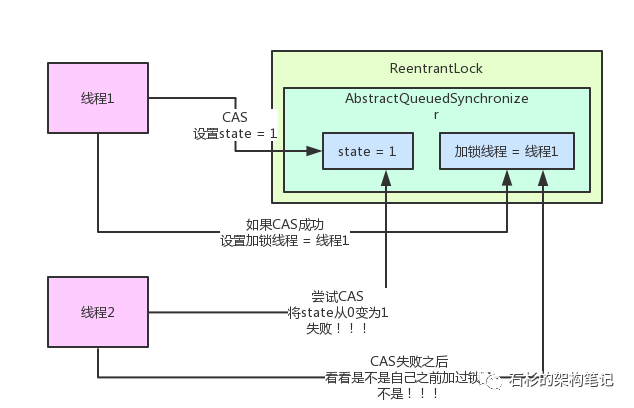 ReentrantLock
线程1
AbstractQueuedSynchronize
r
CAS
设置state = 1
state = 1
加锁线程 = 线程1
如果CAS成功
设置加锁线程 = 线程1
线程2
尝试CAS
将state从0变为1
失败！！！
CAS失败之后
看看是不是自己之前加过锁
不是！！！
石杉的架构笔记